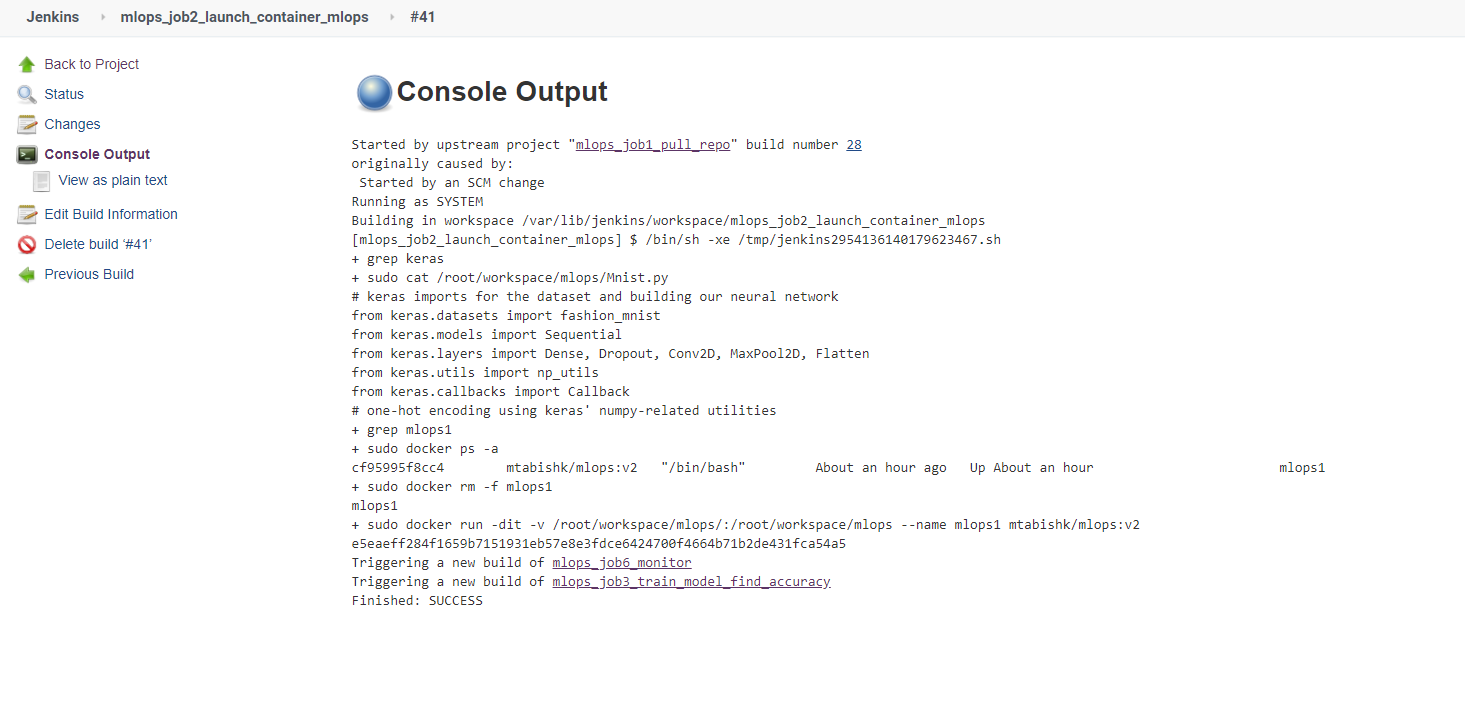 Jenkins mlops_job2_launch_container_mlops #41
Back to Project
Status
Changes
Console Output
View as plain text
Edit Build Information
Delete build ‘#41’
Previous Build
Console Output
Started by upstream project "mlops_job1_pull_repo" build number 28
originally caused by:
 Started by an SCM change
Running as SYSTEM
Building in workspace /var/lib/jenkins/workspace/mlops_job2_launch_container_mlops
[mlops_job2_launch_container_mlops] $ /bin/sh -xe /tmp/jenkins2954136140179623467.sh
+ grep keras
+ sudo cat /root/workspace/mlops/Mnist.py
# keras imports for the dataset and building our neural network
from keras.datasets import fashion_mnist
from keras.models import Sequential
from keras.layers import Dense, Dropout, Conv2D, MaxPool2D, Flatten
from keras.utils import np_utils
from keras.callbacks import Callback
# one-hot encoding using keras' numpy-related utilities
+ grep mlops1
+ sudo docker ps -a
cf95995f8cc4        mtabishk/mlops:v2   "/bin/bash"         About an hour ago   Up About an hour                        mlops1
+ sudo docker rm -f mlops1
mlops1
+ sudo docker run -dit -v /root/workspace/mlops/:/root/workspace/mlops --name mlops1 mtabishk/mlops:v2
e5eaeff284f1659b7151931eb57e8e3fdce6424700f4664b71b2de431fca54a5
Triggering a new build of mlops_job6_monitor
Triggering a new build of mlops_job3_train_model_find_accuracy
Finished: SUCCESS